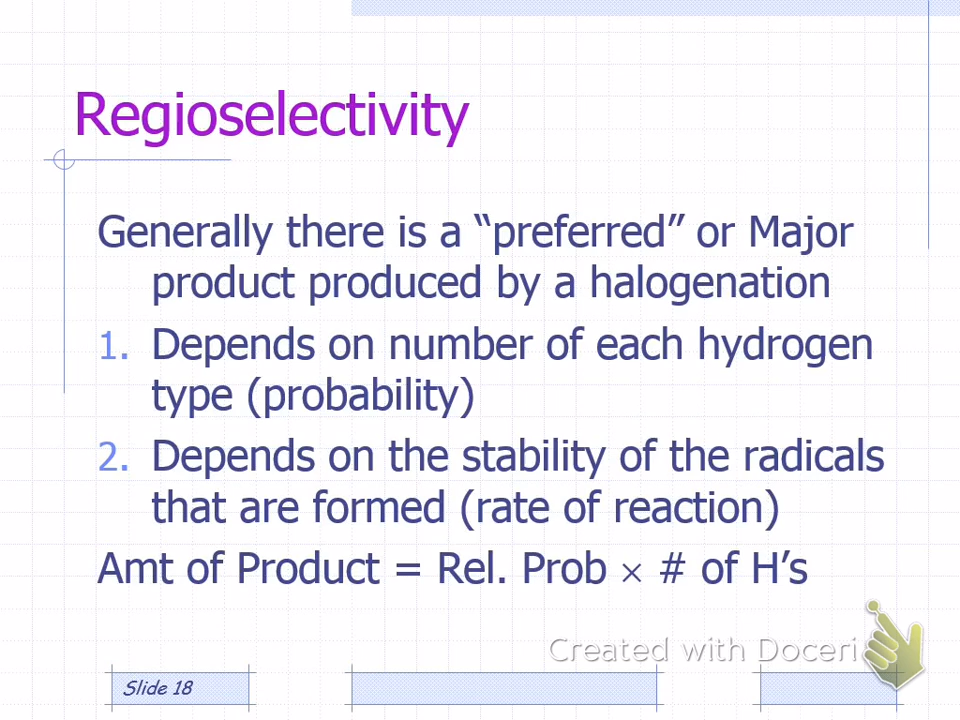 Regioselectivity
Generally there is a “preferred” or Major
product produced by a halogenation
1. Depends on number of each hydrogen
type (probability)
2. Depends on the stability of the radicals
that are formed (rate of reaction)
Amt of Product = Rel. Prob × # of H’s
Created with Doceri
Slide 18